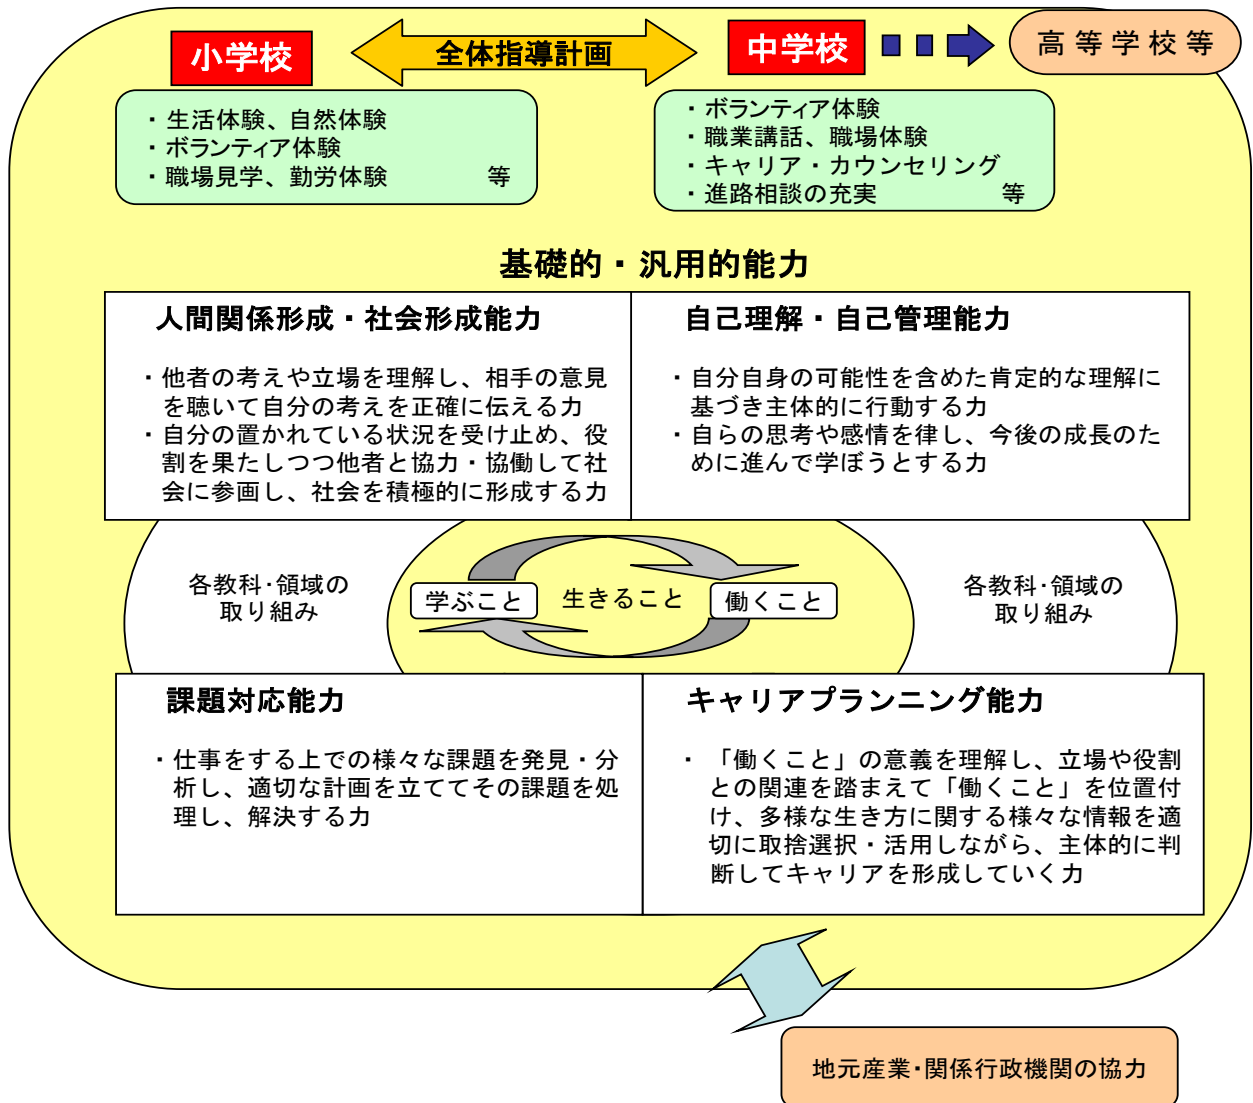 小学校
全体指導計画
中学校
高等学校等
・生活体験、自然体験
・ボランティア体験
・職場見学、勤労体験　　　　等
・ボランティア体験
・職業講話、職場体験
・キャリア・カウンセリング
・進路相談の充実　　　　　等
基礎的・汎用的能力
人間関係形成・社会形成能力
・他者の考えや立場を理解し、相手の意見
を聴いて自分の考えを正確に伝える力
・自分の置かれている状況を受け止め、役
割を果たしつつ他者と協力・協働して社
会に参画し、社会を積極的に形成する力
自己理解・自己管理能力
・自分自身の可能性を含めた肯定的な理解に
基づき主体的に行動する力
・自らの思考や感情を律し、今後の成長のた
めに進んで学ぼうとする力
各教科・領域の
取り組み
学ぶこと
生きること
働くこと
各教科・領域の
取り組み
課題対応能力
・仕事をする上での様々な課題を発見・分
析し、適切な計画を立ててその課題を処
理し、解決する力
キャリアプランニング能力
・「働くこと」の意義を理解し、立場や役割
との関連を踏まえて「働くこと」を位置付
け、多様な生き方に関する様々な情報を適
切に取捨選択・活用しながら、主体的に判
断してキャリアを形成していく力
地元産業・関係行政機関の協力